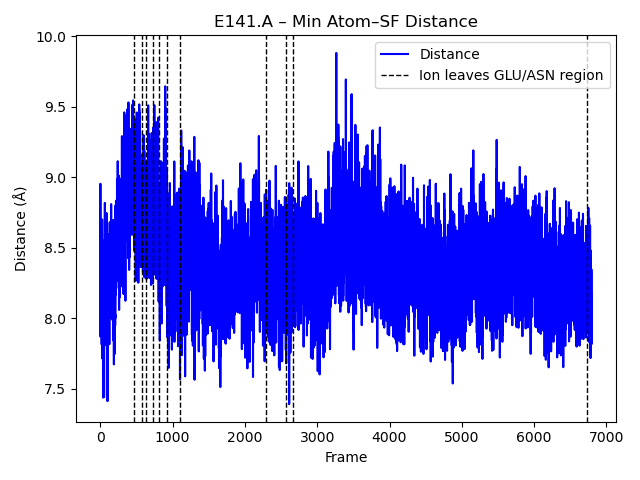 E141.A – Min Atom–SF Distance
Distance (Å)
10.0
9.5
9.0
8.5
8.0
7.5
Distance
Ion leaves GLU/ASN region
0 1000 2000 3000 4000 5000 6000 7000
Frame